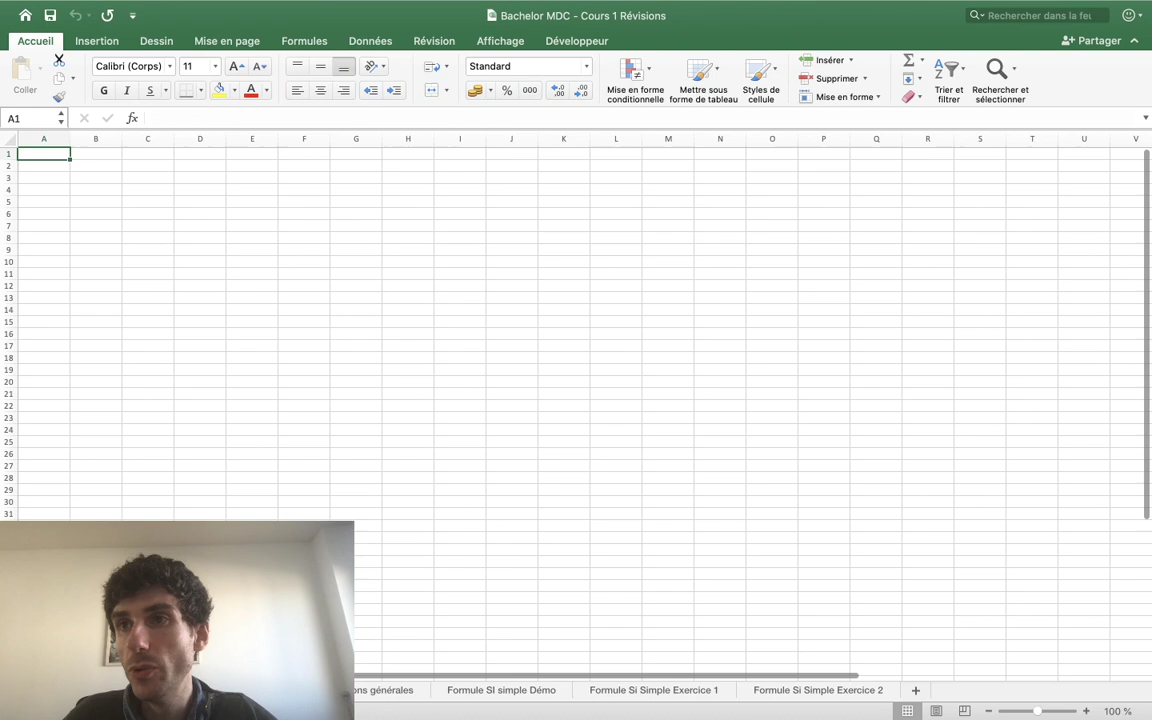 Bachelor MDC - Cours 1 Révisions
Rechercher dans la feu
Accueil Insertion Dessin Mise en page Formules Données Révision Affichage Développeur
Partager
Coller
Calibri (Corps) 11
G I S
A A
Standard
% 000
Mise en forme conditionnelle
Mettre sous forme de tableau
Styles de cellule
Insérer
Supprimer
Mise en forme
Trier et filtrer
Rechercher et sélectionner
A1
fx
A B C D E F G H I J K L M N O P Q R S T U V
1
2
3
4
5
6
7
8
9
10
11
12
13
14
15
16
17
18
19
20
21
22
23
24
25
26
27
28
29
30
31
ons générales Formule SI simple Démo Formule Si Simple Exercice 1 Formule Si Simple Exercice 2
100 %